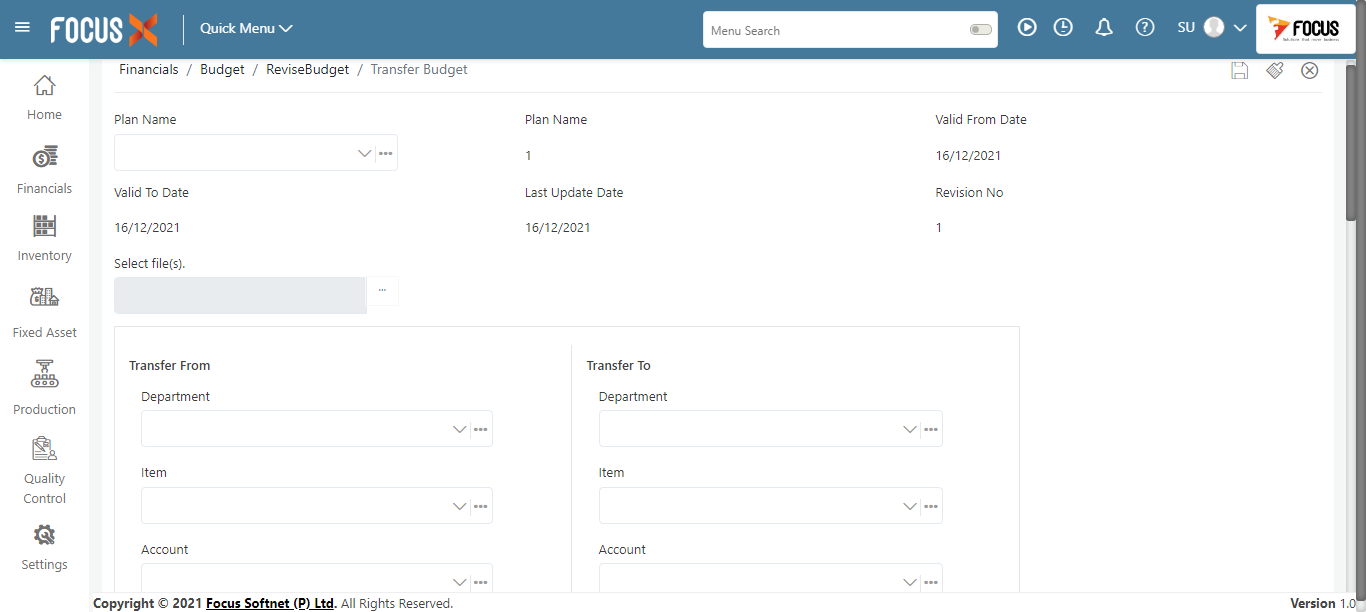 FOCUS X
Quick Menu
Menu Search
SU
FOCUS
Financials / Budget / ReviseBudget / Transfer Budget
Home
Financials
Inventory
Fixed Asset
Production
Quality
Control
Settings
Plan Name
Plan Name
Valid From Date
1
16/12/2021
Valid To Date
Last Update Date
Revision No
16/12/2021
16/12/2021
1
Select file(s).
...
Transfer From
Transfer To
Department
Department
Item
Item
Account
Account
Copyright © 2021 Focus Softnet (P) Ltd. All Rights Reserved.
Version 1.0